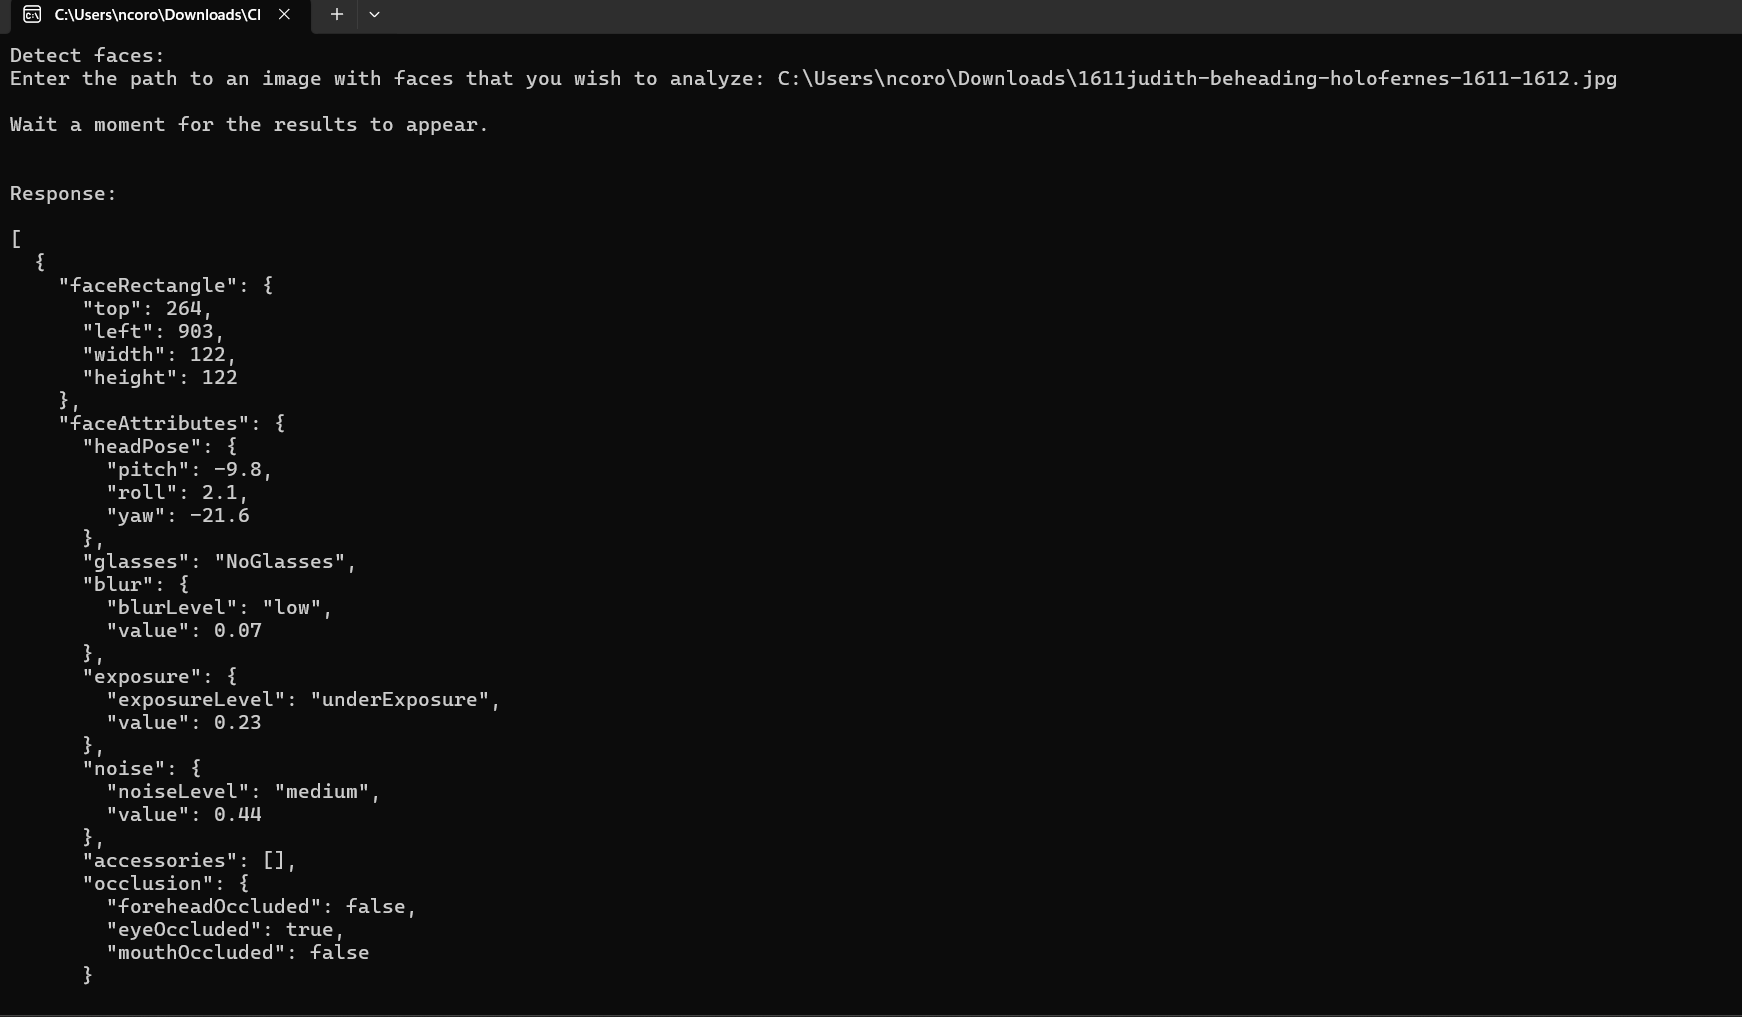 C:\Users\ncoro\Downloads\Cl
Detect faces:
Enter the path to an image with faces that you wish to analyze: C:\Users\ncoro\Downloads\1611judith-beheading-holofernes-1611-1612.jpg
Wait a moment for the results to appear.
Response:
[
  {
    "faceRectangle": {
      "top": 264,
      "left": 903,
      "width": 122,
      "height": 122
    },
    "faceAttributes": {
      "headPose": {
        "pitch": -9.8,
        "roll": 2.1,
        "yaw": -21.6
      },
      "glasses": "NoGlasses",
      "blur": {
        "blurLevel": "low",
        "value": 0.07
      },
      "exposure": {
        "exposureLevel": "underExposure",
        "value": 0.23
      },
      "noise": {
        "noiseLevel": "medium",
        "value": 0.44
      },
      "accessories": [],
      "occlusion": {
        "foreheadOccluded": false,
        "eyeOccluded": true,
        "mouthOccluded": false
      }